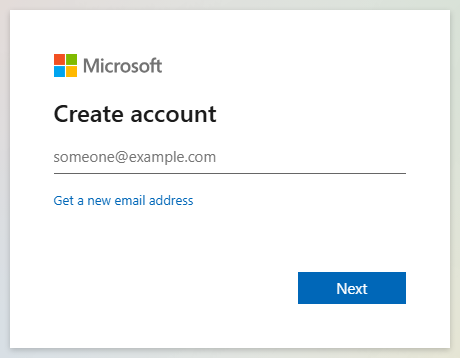 Microsoft
Create account
someone@example.com
Get a new email address
Next